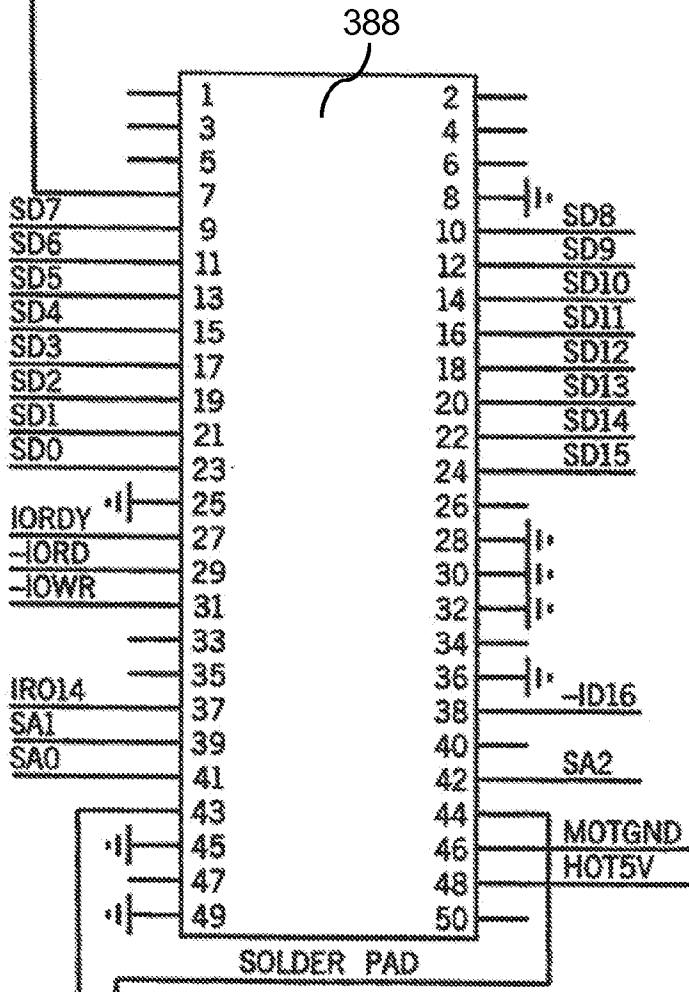 388
1 2
3 4
5 6
7 8
SD7 9 10 SD8
SD6 11 12 SD9
SD5 13 14 SD10
SD4 15 16 SD11
SD3 17 18 SD12
SD2 19 20 SD13
SD1 21 22 SD14
SD0 23 24 SD15
25 26
IORDY 27 28
-IORD 29 30
-IOWR 31 32
33 34
35 36
IRO14 37 38 -ID16
SA1 39 40
SA0 41 42 SA2
43 44
45 46 MOTGND
47 48 HOT5V
49 50
SOLDER PAD